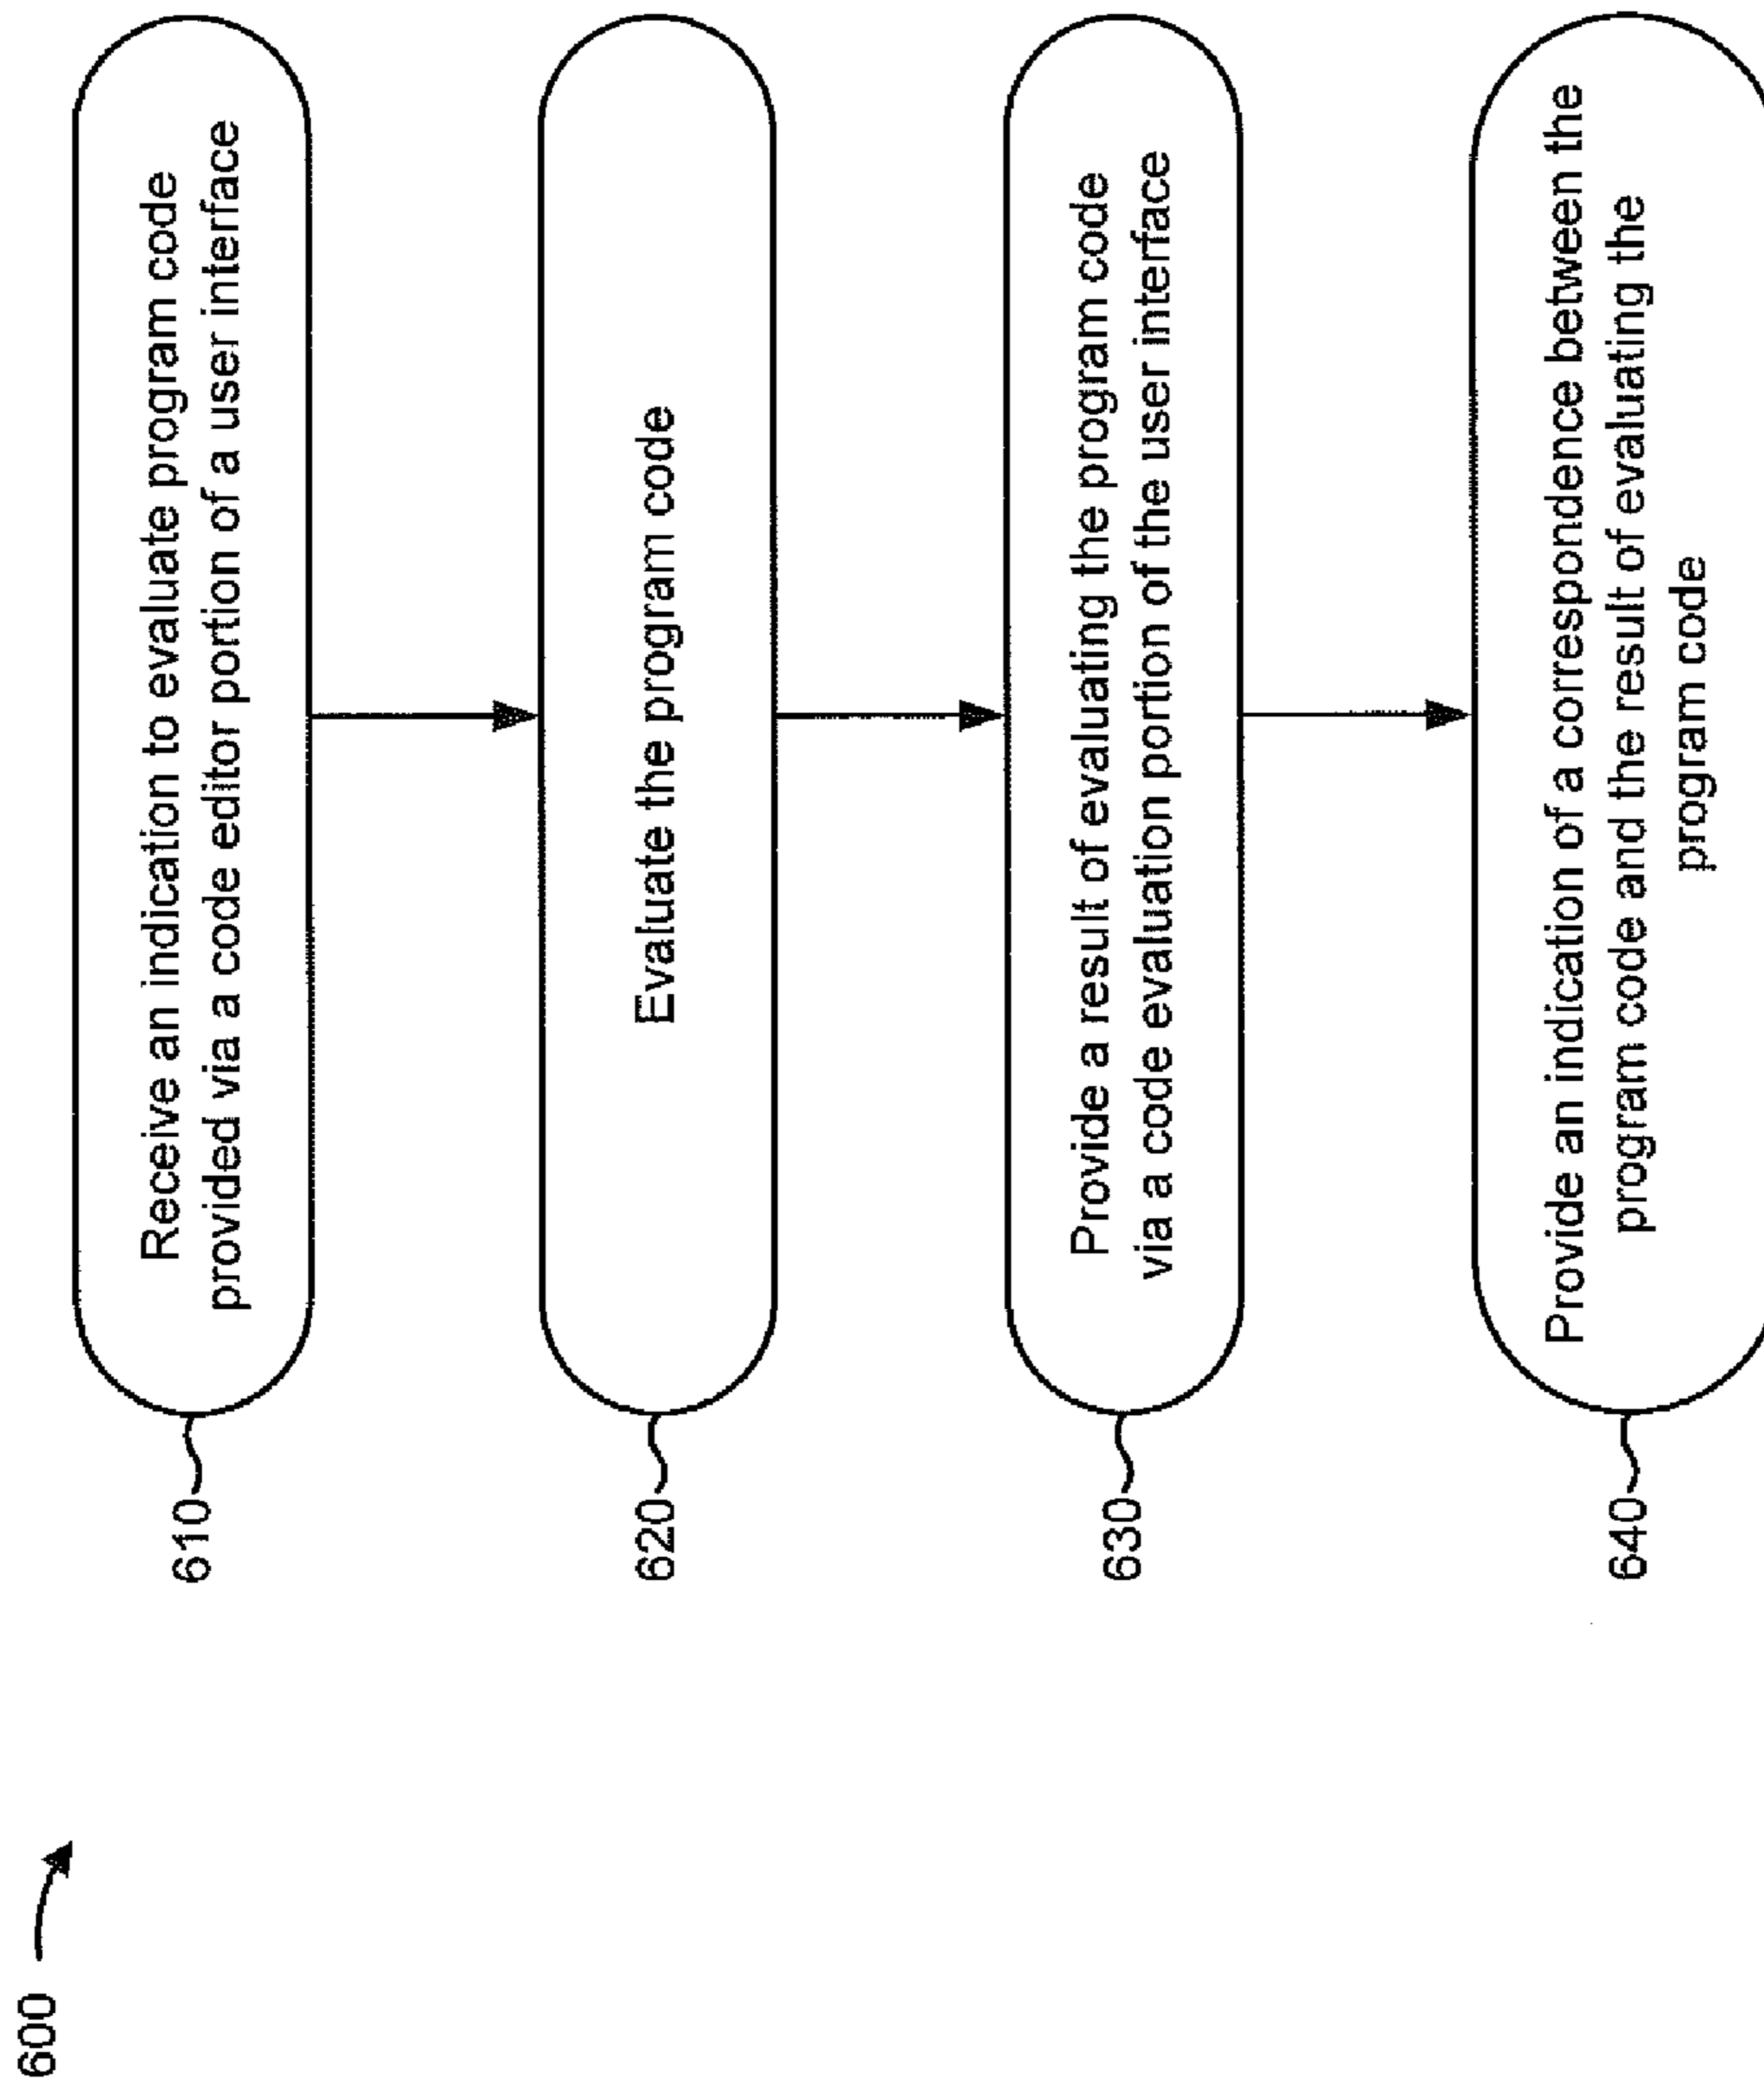 600
610
Receive an indication to evaluate program code
provided via a code editor portion of a user interface
620
Evaluate the program code
630
Provide a result of evaluating the program code
via a code evaluation portion of the user interface
640
Provide an indication of a correspondence between the
program code and the result of evaluating the
program code